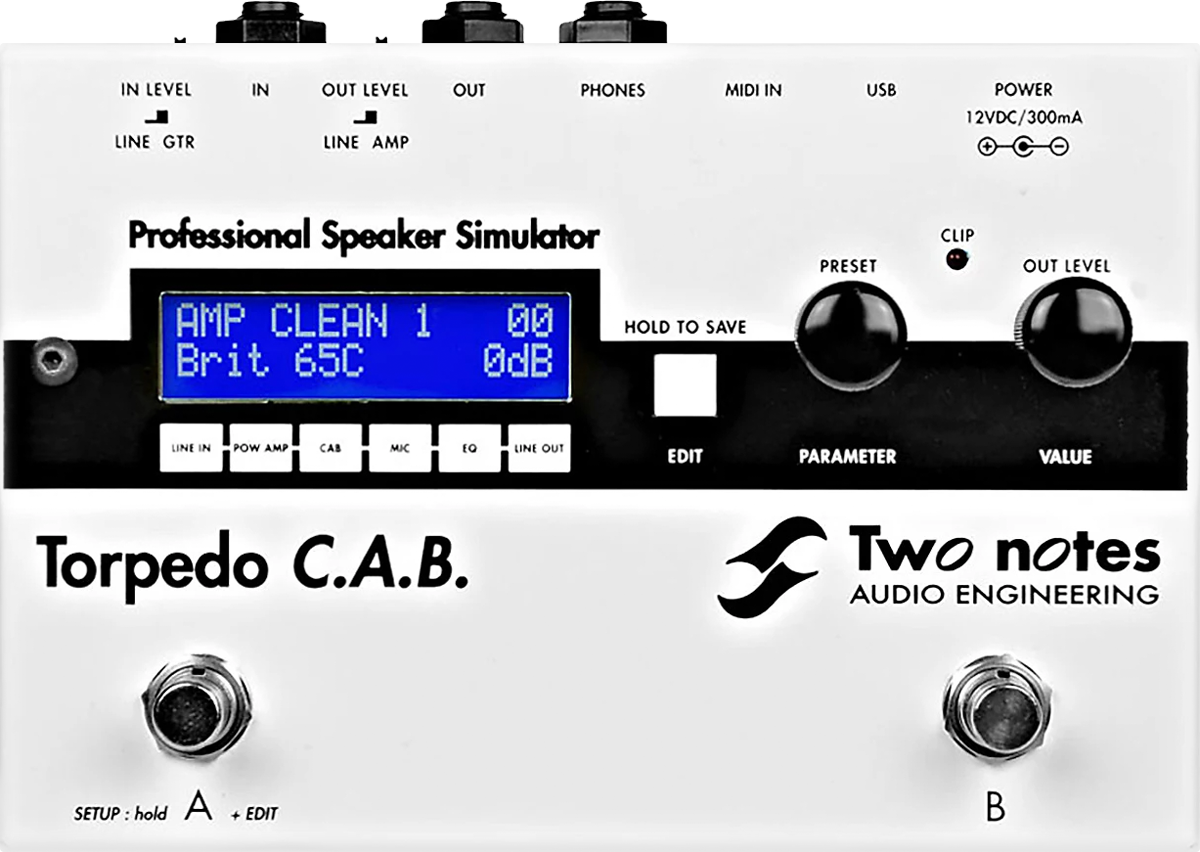 IN LEVEL IN OUT LEVEL OUT PHONES MIDI IN USB POWER
LINE GTR LINE AMP 12VDC/300mA
Professional Speaker Simulator
CLIP
PRESET OUT LEVEL
HOLD TO SAVE
AMP CLEAN 1 00
Brit 65C 0dB
LINE IN POW AMP CAB MIC EQ LINE OUT
EDIT PARAMETER VALUE
Torpedo C.A.B.
Two notes
AUDIO ENGINEERING
SETUP : hold A + EDIT
B